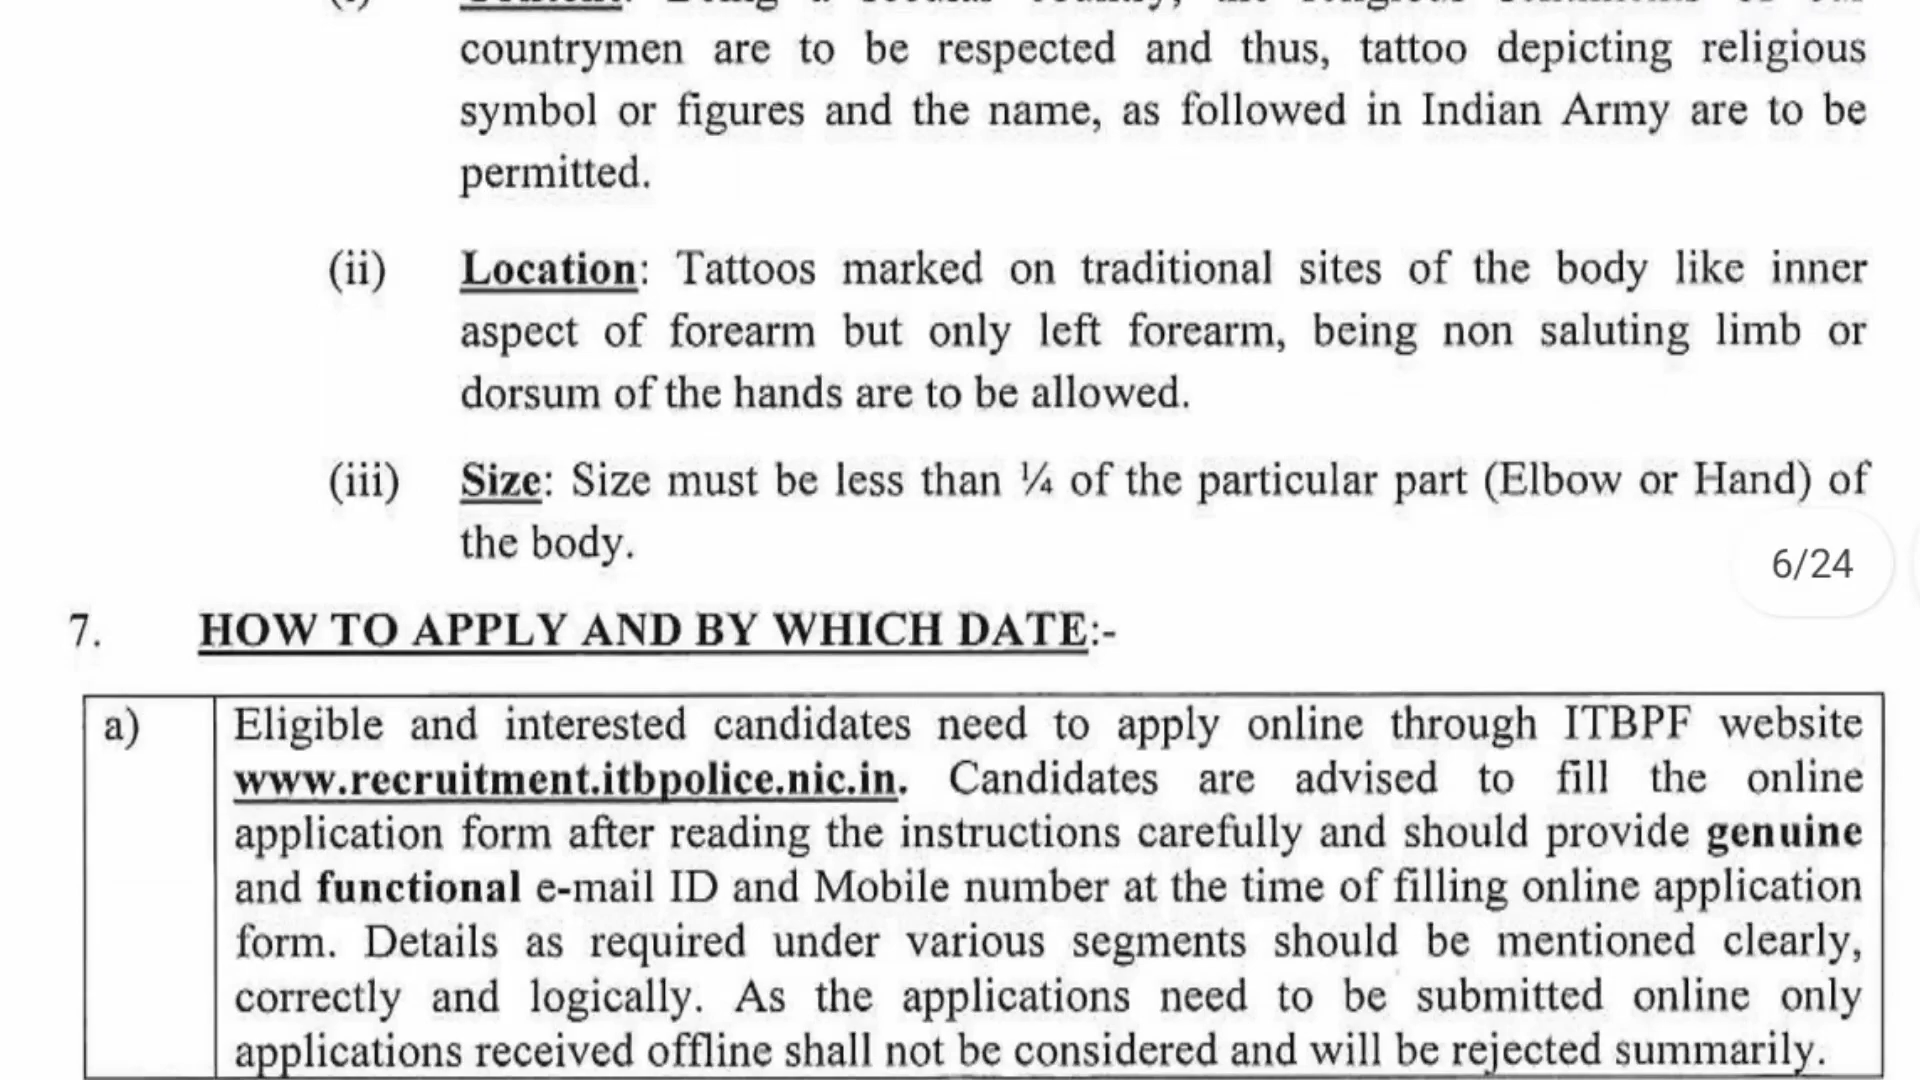 countrymen are to be respected and thus, tattoo depicting religious
symbol or figures and the name, as followed in Indian Army are to be
permitted.
(ii) Location: Tattoos marked on traditional sites of the body like inner
aspect of forearm but only left forearm, being non saluting limb or
dorsum of the hands are to be allowed.
(iii) Size: Size must be less than ¼ of the particular part (Elbow or Hand) of
the body.
6/24
7. HOW TO APPLY AND BY WHICH DATE:-
a) Eligible and interested candidates need to apply online through ITBPF website
www.recruitment.itbpolice.nic.in. Candidates are advised to fill the online
application form after reading the instructions carefully and should provide genuine
and functional e-mail ID and Mobile number at the time of filling online application
form. Details as required under various segments should be mentioned clearly,
correctly and logically. As the applications need to be submitted online only
applications received offline shall not be considered and will be rejected summarily.